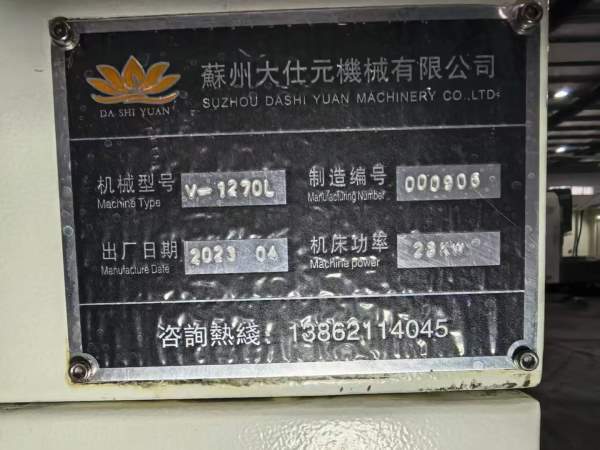 蘇州大仕元機械有限公司
DA SHI YUAN
SUZHOU DASHI YUAN MACHINERY CO.,LTD.
机械型号 V-1270L 制造编号 000906
Machine Type Manufacturing Number
出厂日期 2023 04 机床功率 23KW
Manufacture Date Machine power
咨詢熱綫: 13862114045